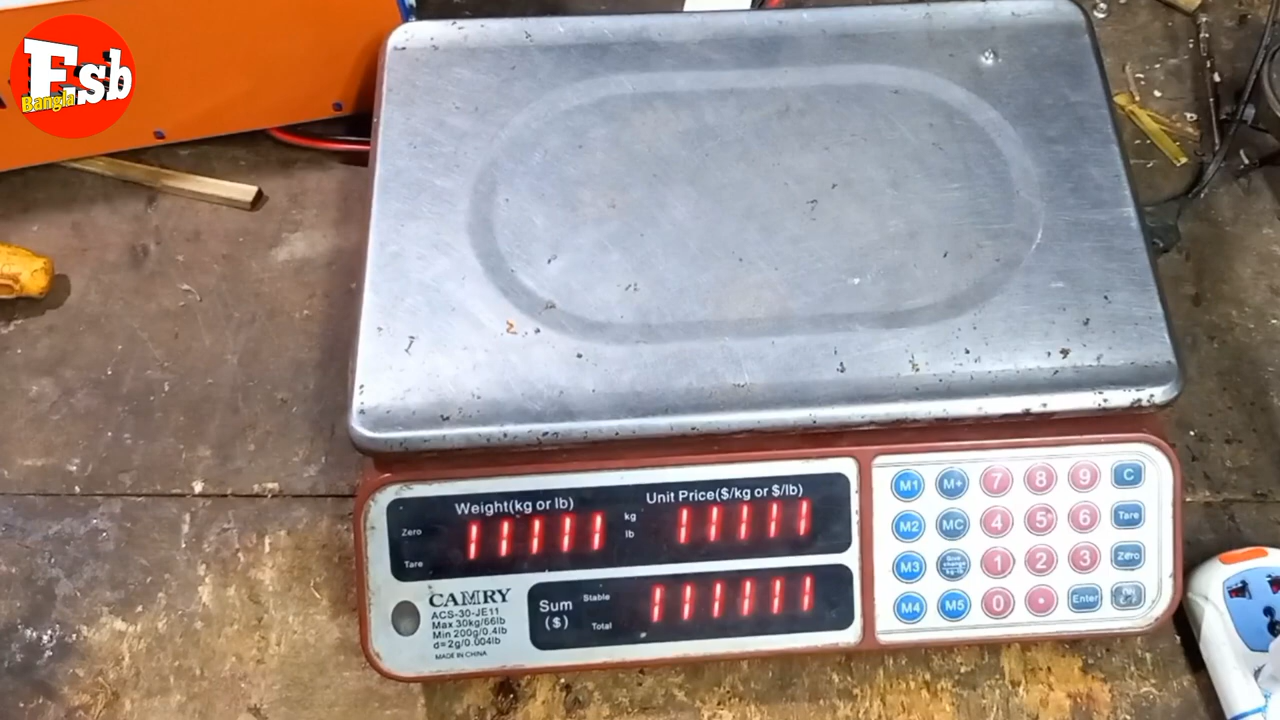 Esb
Bangla
Weight(kg or lb)
Unit Price($/kg or $/lb)
Zero
11111
kg
lb
11111
Tare
CAMRY
ACS-30-JE11
Max 30kg/66lb
Min 200g/0.4lb
d=2g/0.004lb
MADE IN CHINA
Sum
($)
Stable
Total
111111
M1 M+ 7 8 9 C
M2 MC 4 5 6 Tare
M3 1 2 3 Zero
M4 M5 0 . Enter